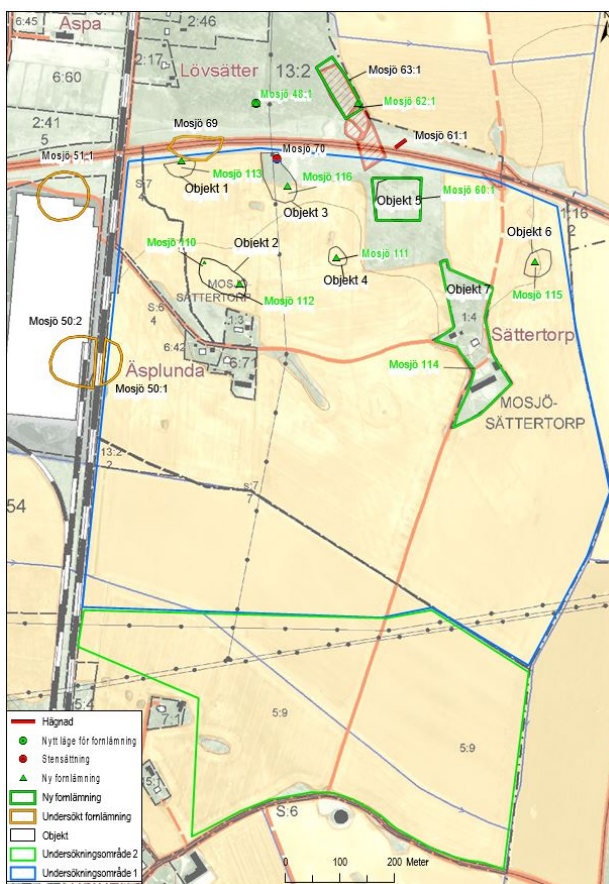 6:45
Aspa
2:46
2:17
Lövsätter
13:2
6:60
Mosjö 63:1
Mosjö 48:1
Mosjö 62:1
2:41
5
Mosjö 69
Mosjö 61:1
Mosjö 51:1
Mosjö 70
Mosjö 113
Objekt 1
Mosjö 116
Objekt 3
Objekt 5
Mosjö 60:1
1:16
2
Objekt 6
Mosjö 110
Objekt 2
Mosjö 111
Objekt 4
Mosjö 115
Objekt 7
MOSJÖ-
SÄTTERTORP
Mosjö 112
S:6
4
1:3
1:4
Sättertorp
Mosjö 50:2
6:42
6:71
Äsplunda
Mosjö 114
Mosjö 50:1
MOSJÖ-
SÄTTERTORP
13:2
2
s:7
54
5:4
7:1
5:9
5:9
S:6
Hägnad
Nytt läge för fornlämning
Stensättning
Ny fornlämning
Ny fornlämning
Undersökt fornlämning
Objekt
Undersökningsområde 2
Undersökningsområde 1
0 100 200 Meter